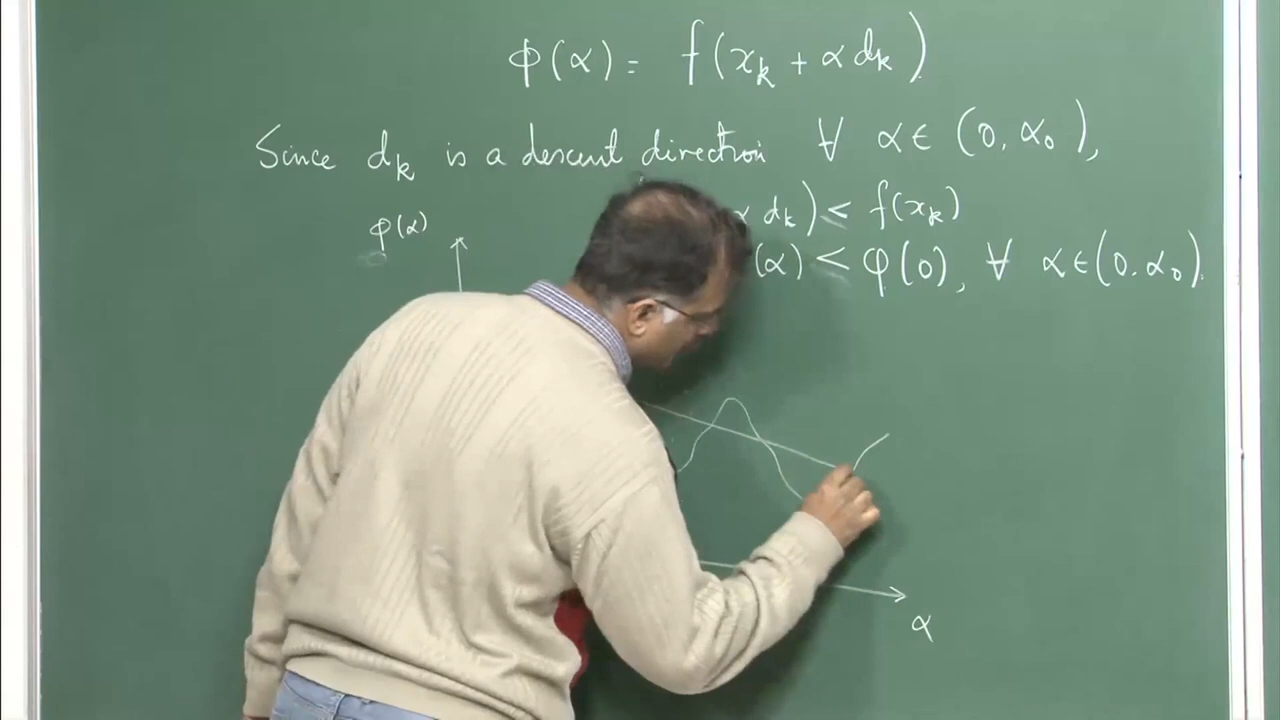 φ(α) = f(x_k + α d_k)
Since d_k is a descent direction ∀ α ∈ (0, α_0),
α d_k) < f(x_k)
φ(α)
(α) < φ(0), ∀ α ∈ (0, α_0).
α